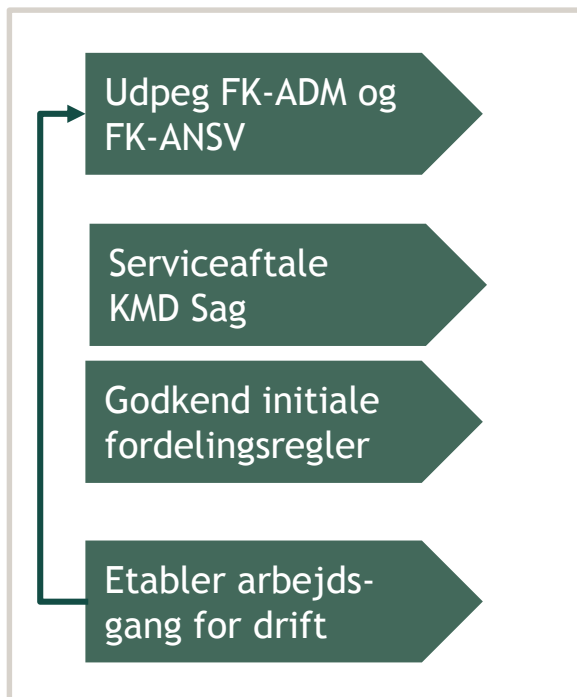 Udpeg FK-ADM og
FK-ANSV
Serviceaftale
KMD Sag
Godkend initiale
fordelingsregler
Etabler arbejds-
gang for drift